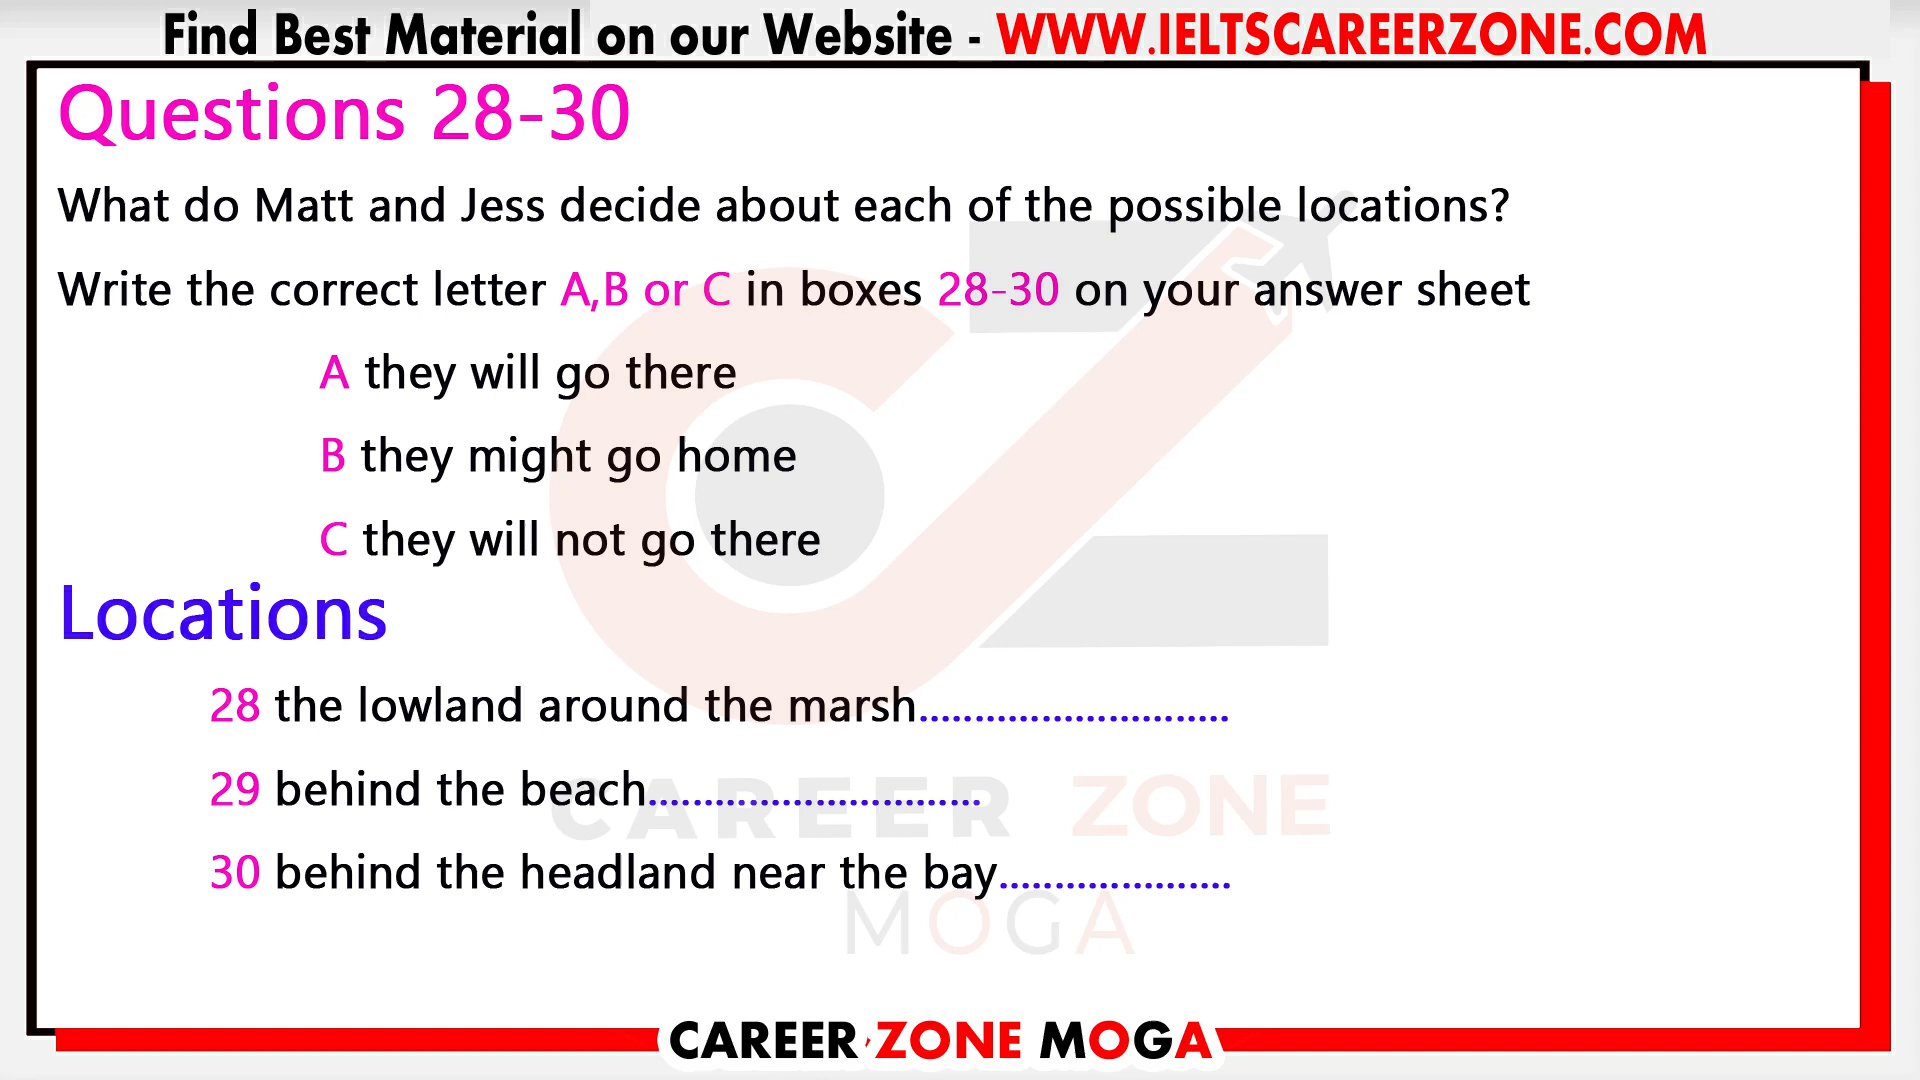 Find Best Material on our Website - WWW.IELTSCAREERZONE.COM
Questions 28-30
What do Matt and Jess decide about each of the possible locations?
Write the correct letter A,B or C in boxes 28-30 on your answer sheet
A they will go there
B they might go home
C they will not go there
Locations
28 the lowland around the marsh............................
29 behind the beach..............................
30 behind the headland near the bay.....................
CAREER ZONE
MOGA
CAREER ZONE MOGA